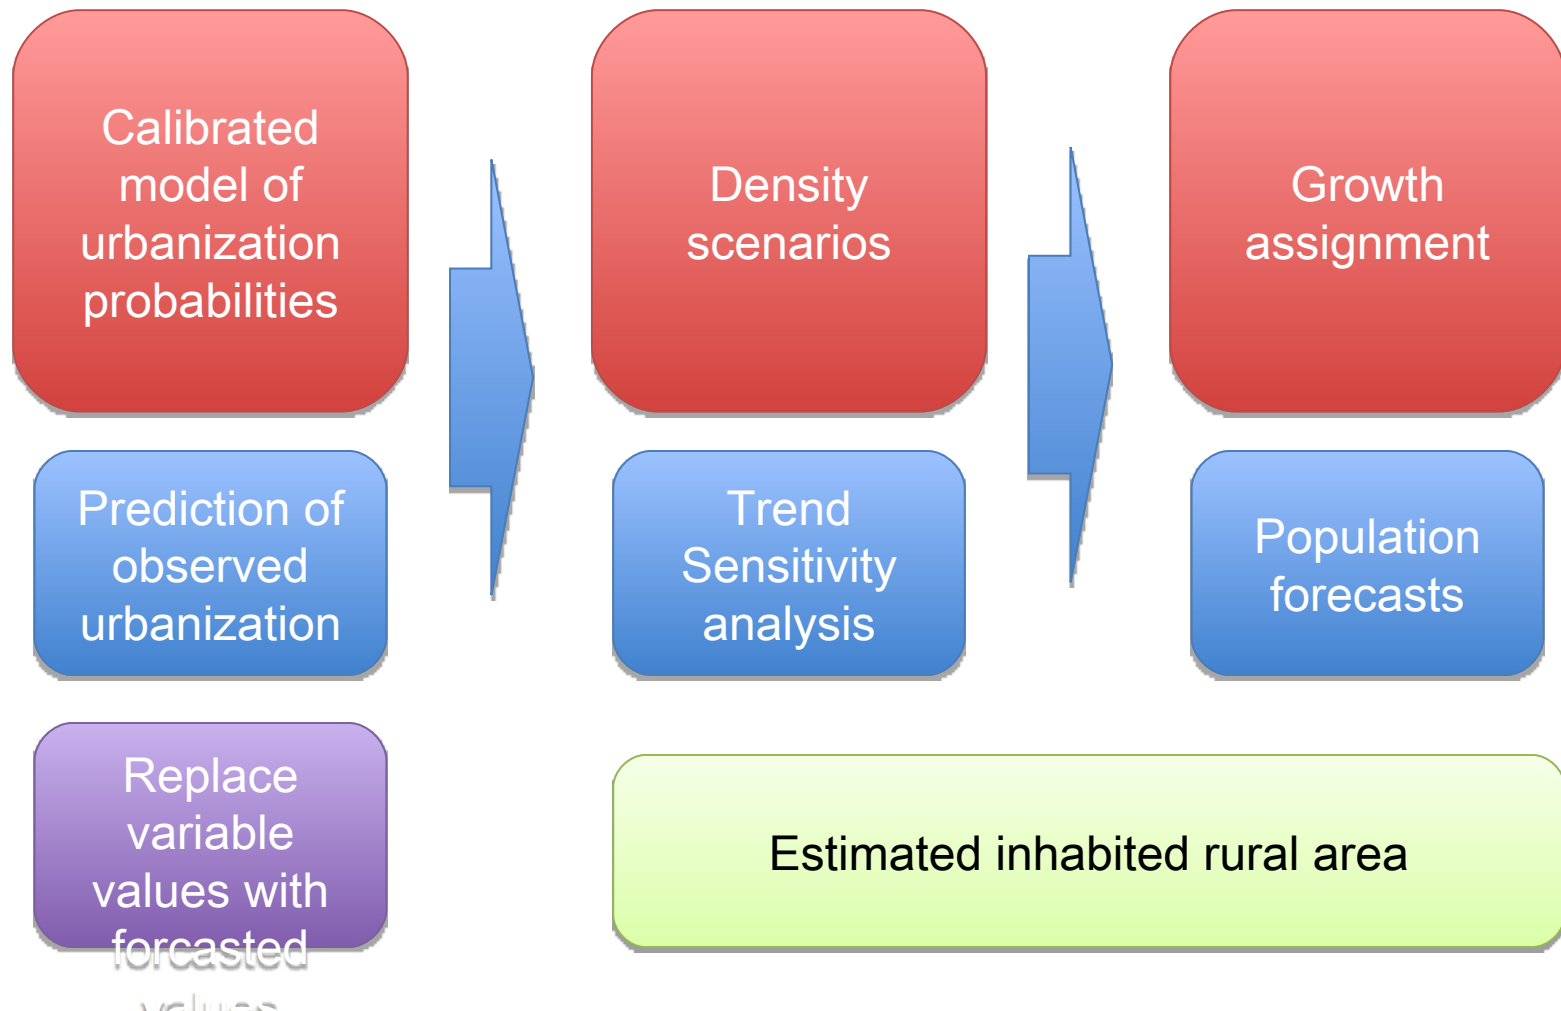 Calibrated
model of
urbanization
probabilities
Density
scenarios
Growth
assignment
Prediction of
observed
urbanization
Trend
Sensitivity
analysis
Population
forecasts
Replace
variable
values with
forcasted
values
Estimated inhabited rural area